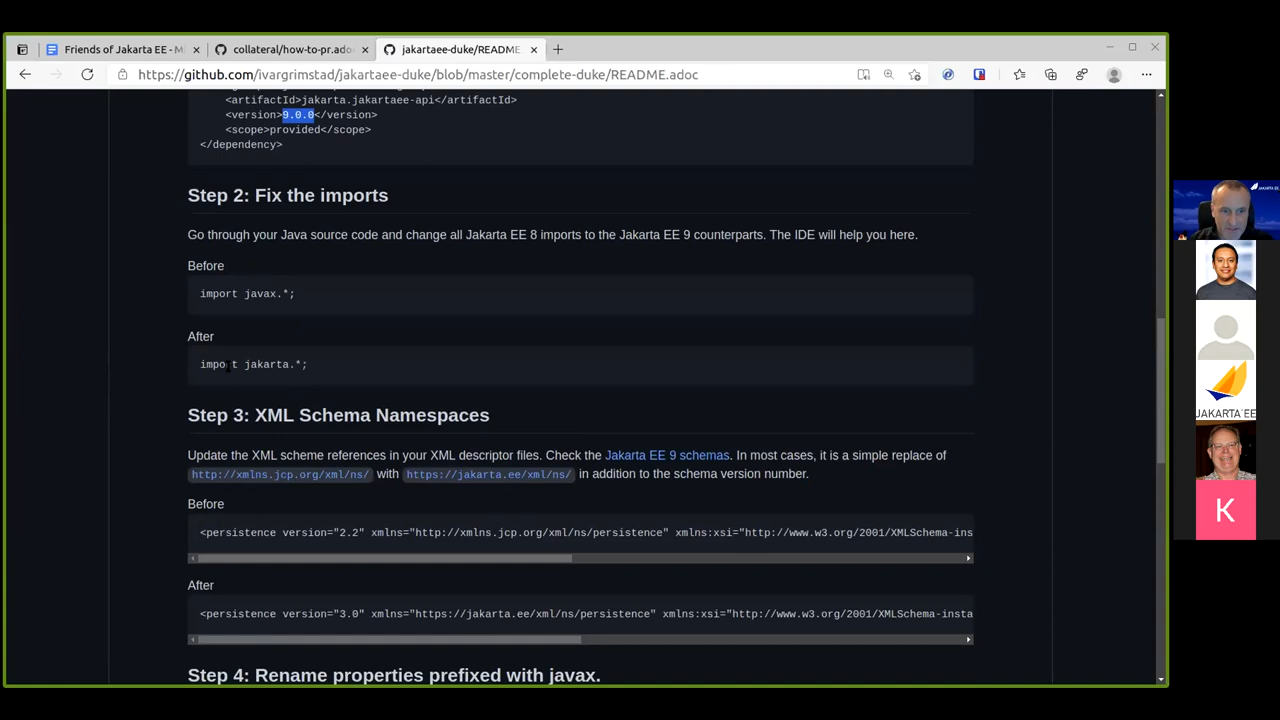 Friends of Jakarta EE - Mi
collateral/how-to-pr.ado
jakartaee-duke/README
https://github.com/ivargrimstad/jakartaee-duke/blob/master/complete-duke/README.adoc
<artifactId>jakarta.jakartaee-api</artifactId>
<version>9.0.0</version>
<scope>provided</scope>
</dependency>
Step 2: Fix the imports
Go through your Java source code and change all Jakarta EE 8 imports to the Jakarta EE 9 counterparts. The IDE will help you here.
Before
import javax.*;
After
import jakarta.*;
Step 3: XML Schema Namespaces
Update the XML scheme references in your XML descriptor files. Check the Jakarta EE 9 schemas. In most cases, it is a simple replace of
http://xmlns.jcp.org/xml/ns/ with https://jakarta.ee/xml/ns/ in addition to the schema version number.
Before
<persistence version="2.2" xmlns="http://xmlns.jcp.org/xml/ns/persistence" xmlns:xsi="http://www.w3.org/2001/XMLSchema-ins
After
<persistence version="3.0" xmlns="https://jakarta.ee/xml/ns/persistence" xmlns:xsi="http://www.w3.org/2001/XMLSchema-insta
Step 4: Rename properties prefixed with javax.
JAKARTA EE
JAKARTA EE
K